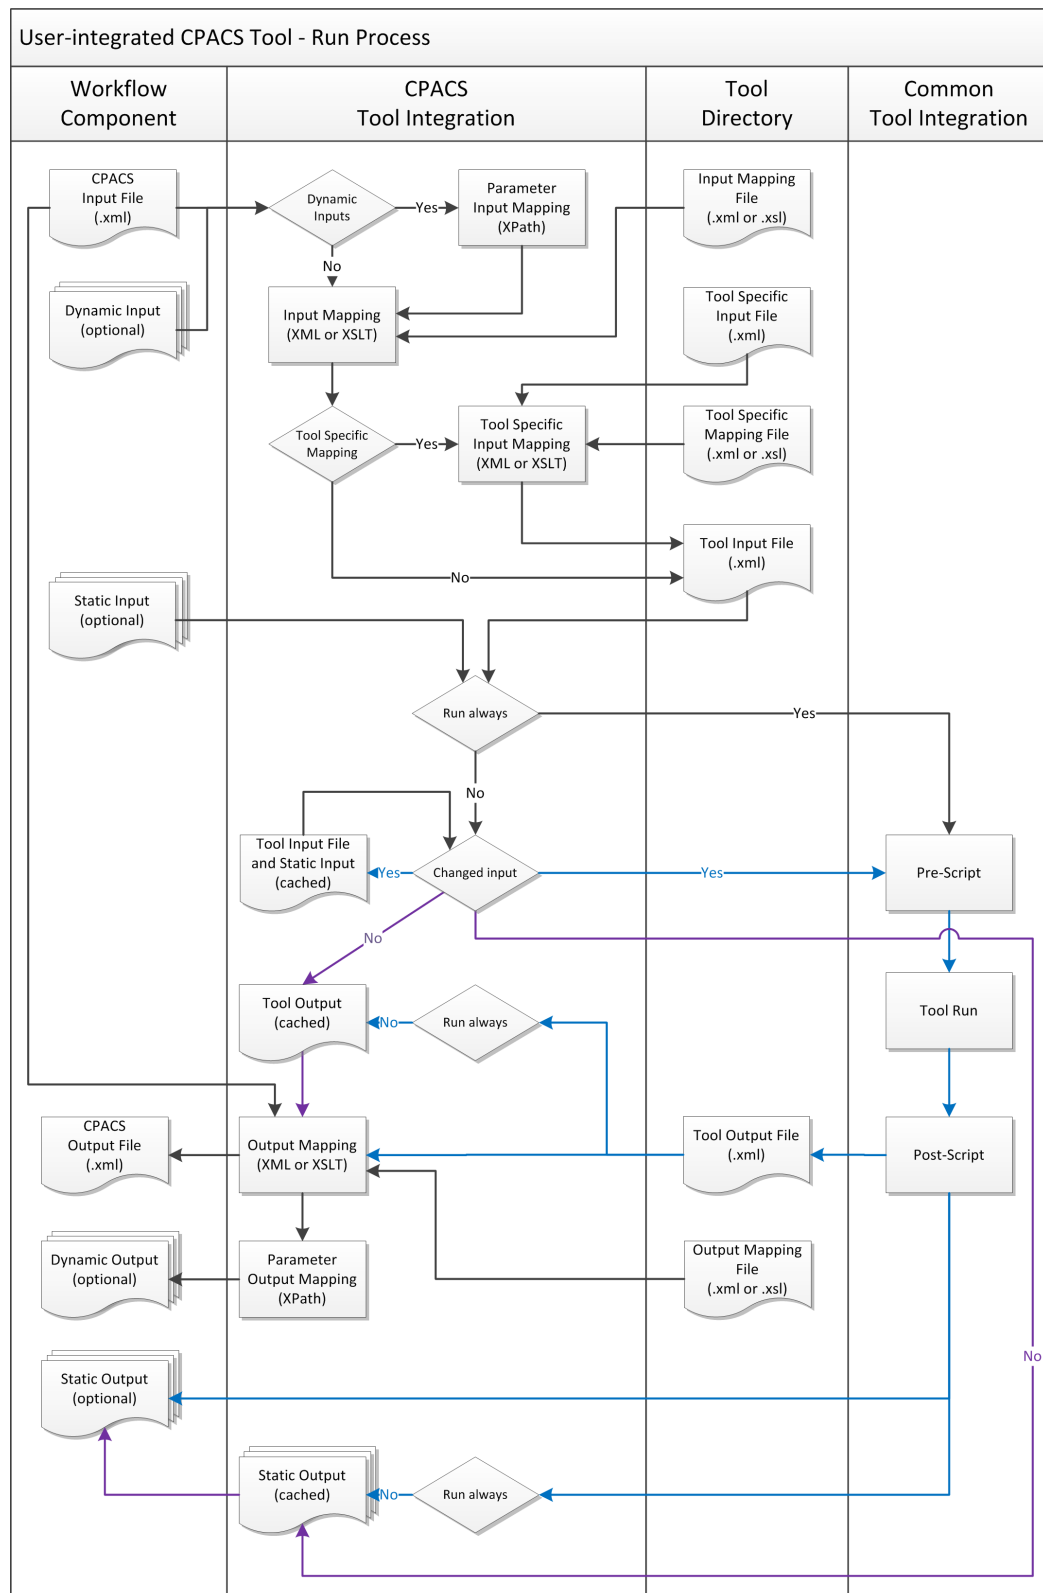 User-integrated CPACS Tool - Run Process
Workflow
Component
CPACS
Tool Integration
Tool
Directory
Common
Tool Integration
CPACS
Input File
(.xml)
Dynamic
Inputs
Yes
Parameter
Input Mapping
(XPath)
Input Mapping
File
(.xml or .xsl)
No
Dynamic Input
(optional)
Input Mapping
(XML or XSLT)
Tool Specific
Input File
(.xml)
Tool Specific
Mapping
Yes
Tool Specific
Input Mapping
(XML or XSLT)
Tool Specific
Mapping File
(.xml or .xsl)
Tool Input File
(.xml)
No
Static Input
(optional)
Run always
Yes
No
Tool Input File
and Static Input
(cached)
Yes
Changed input
Yes
Pre-Script
No
Tool Output
(cached)
No
Run always
Tool Run
CPACS
Output File
(.xml)
Output Mapping
(XML or XSLT)
Tool Output File
(.xml)
Post-Script
Dynamic Output
(optional)
Parameter
Output Mapping
(XPath)
Output Mapping
File
(.xml or .xsl)
No
Static Output
(optional)
Static Output
(cached)
No
Run always